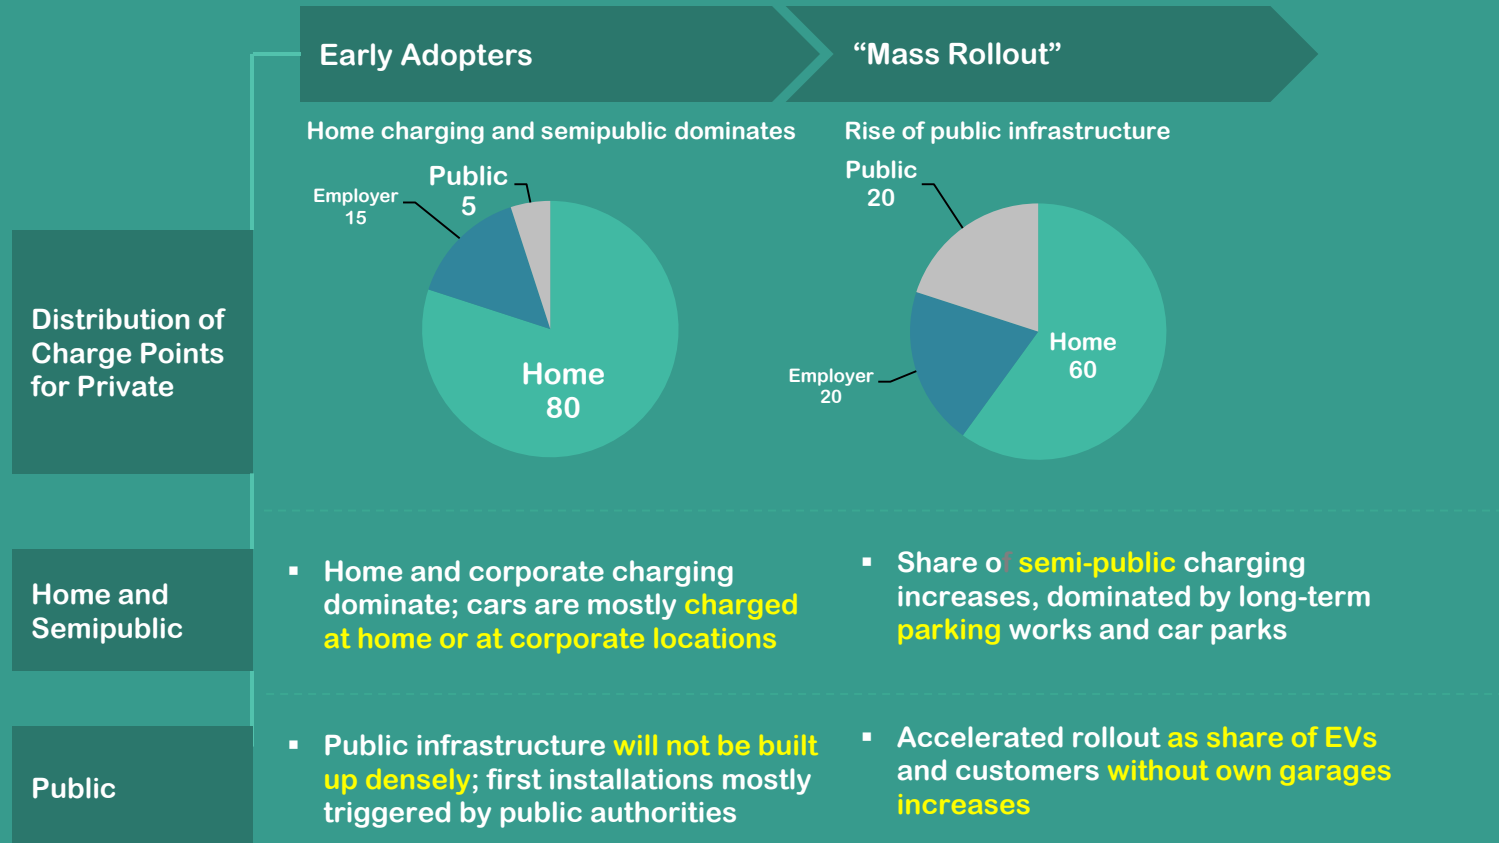 Early Adopters
“Mass Rollout”
Home charging and semipublic dominates
Rise of public infrastructure
Employer
15
Public
5
Home
80
Public
20
Employer
20
Home
60
Distribution of
Charge Points
for Private
Home and
Semipublic
▪ Home and corporate charging
dominate; cars are mostly charged
at home or at corporate locations
▪ Share of semi-public charging
increases, dominated by long-term
parking works and car parks
Public
▪ Public infrastructure will not be built
up densely; first installations mostly
triggered by public authorities
▪ Accelerated rollout as share of EVs
and customers without own garages
increases